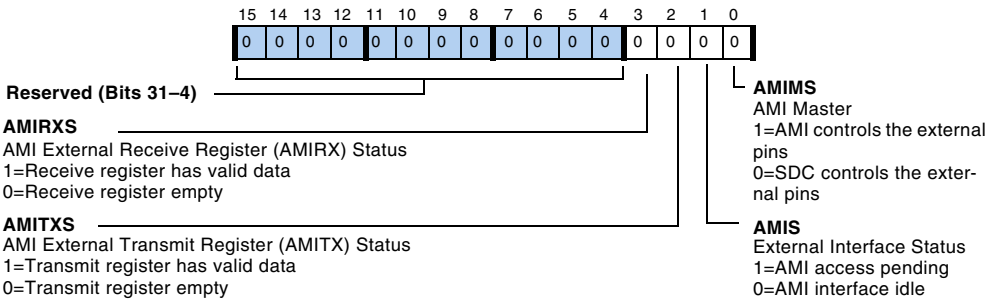 15 14 13 12 11 10 9 8 7 6 5 4 3 2 1 0
0 0 0 0 0 0 0 0 0 0 0 0 0 0 0 0
Reserved (Bits 31–4)
AMIRXS
AMI External Receive Register (AMIRX) Status
1=Receive register has valid data
0=Receive register empty
AMITXS
AMI External Transmit Register (AMITX) Status
1=Transmit register has valid data
0=Transmit register empty
AMIMS
AMI Master
1=AMI controls the external
pins
0=SDC controls the exter-
nal pins
AMIS
External Interface Status
1=AMI access pending
0=AMI interface idle